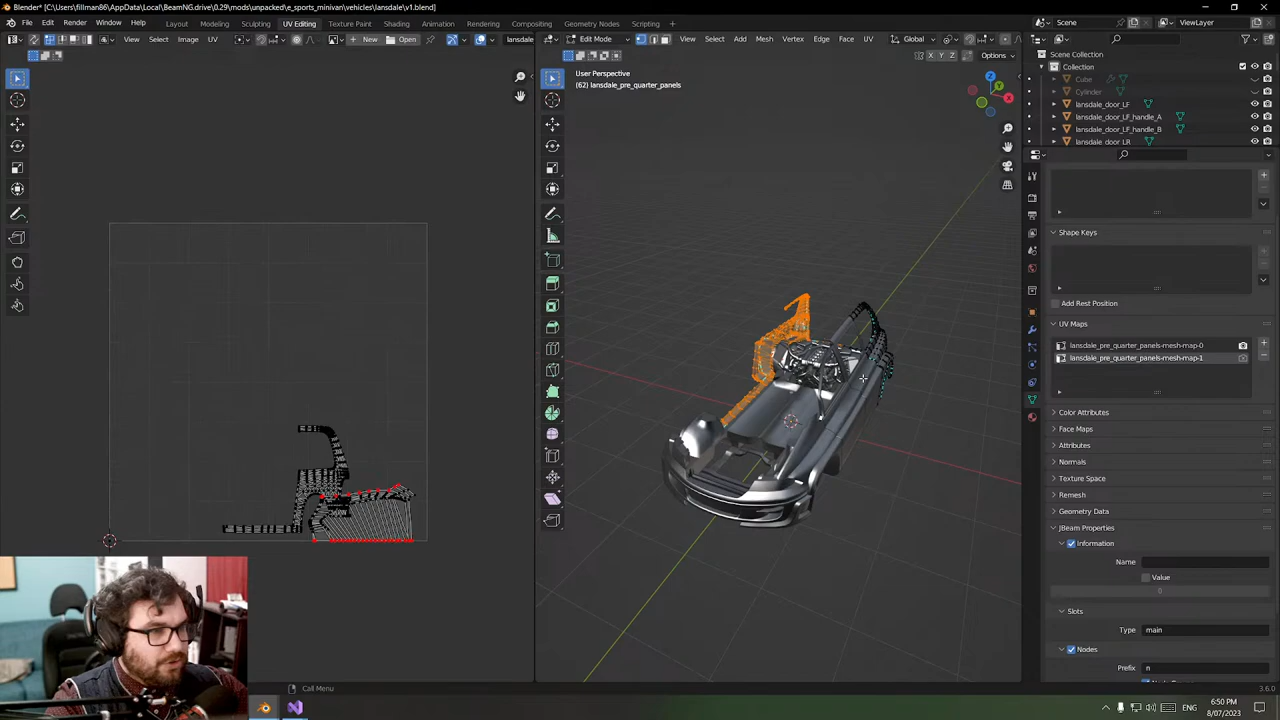 Blender* [C:\Users\fillman86\AppData\Local\BeamNG.drive\0.29\mods\unpacked\e_sports_minivan\vehicles\lansdale\v1.blend]
File Edit Render Window Help Layout Modeling Sculpting UV Editing Texture Paint Shading Animation Rendering Compositing Geometry Nodes Scripting Scene ViewLayer
View Select Image UV New Open lansdale Edit Mode View Select Add Mesh Vertex Edge Face UV Global
X Y Z Options
Scene Collection
Collection
Cube
Cylinder
lansdale_door_LF
lansdale_door_LF_handle_A
lansdale_door_LF_handle_B
lansdale_door_LR
User Perspective
(62) lansdale_pre_quarter_panels
Shape Keys
Add Rest Position
UV Maps
lansdale_pre_quarter_panels-mesh-map-0
lansdale_pre_quarter_panels-mesh-map-1
Color Attributes
Face Maps
Attributes
Normals
Texture Space
Remesh
Geometry Data
JBeam Properties
Information
Name
Value
0
Slots
Type main
Nodes
Prefix n
Call Menu
3.6.0
ENG
6:50 PM
8/07/2023